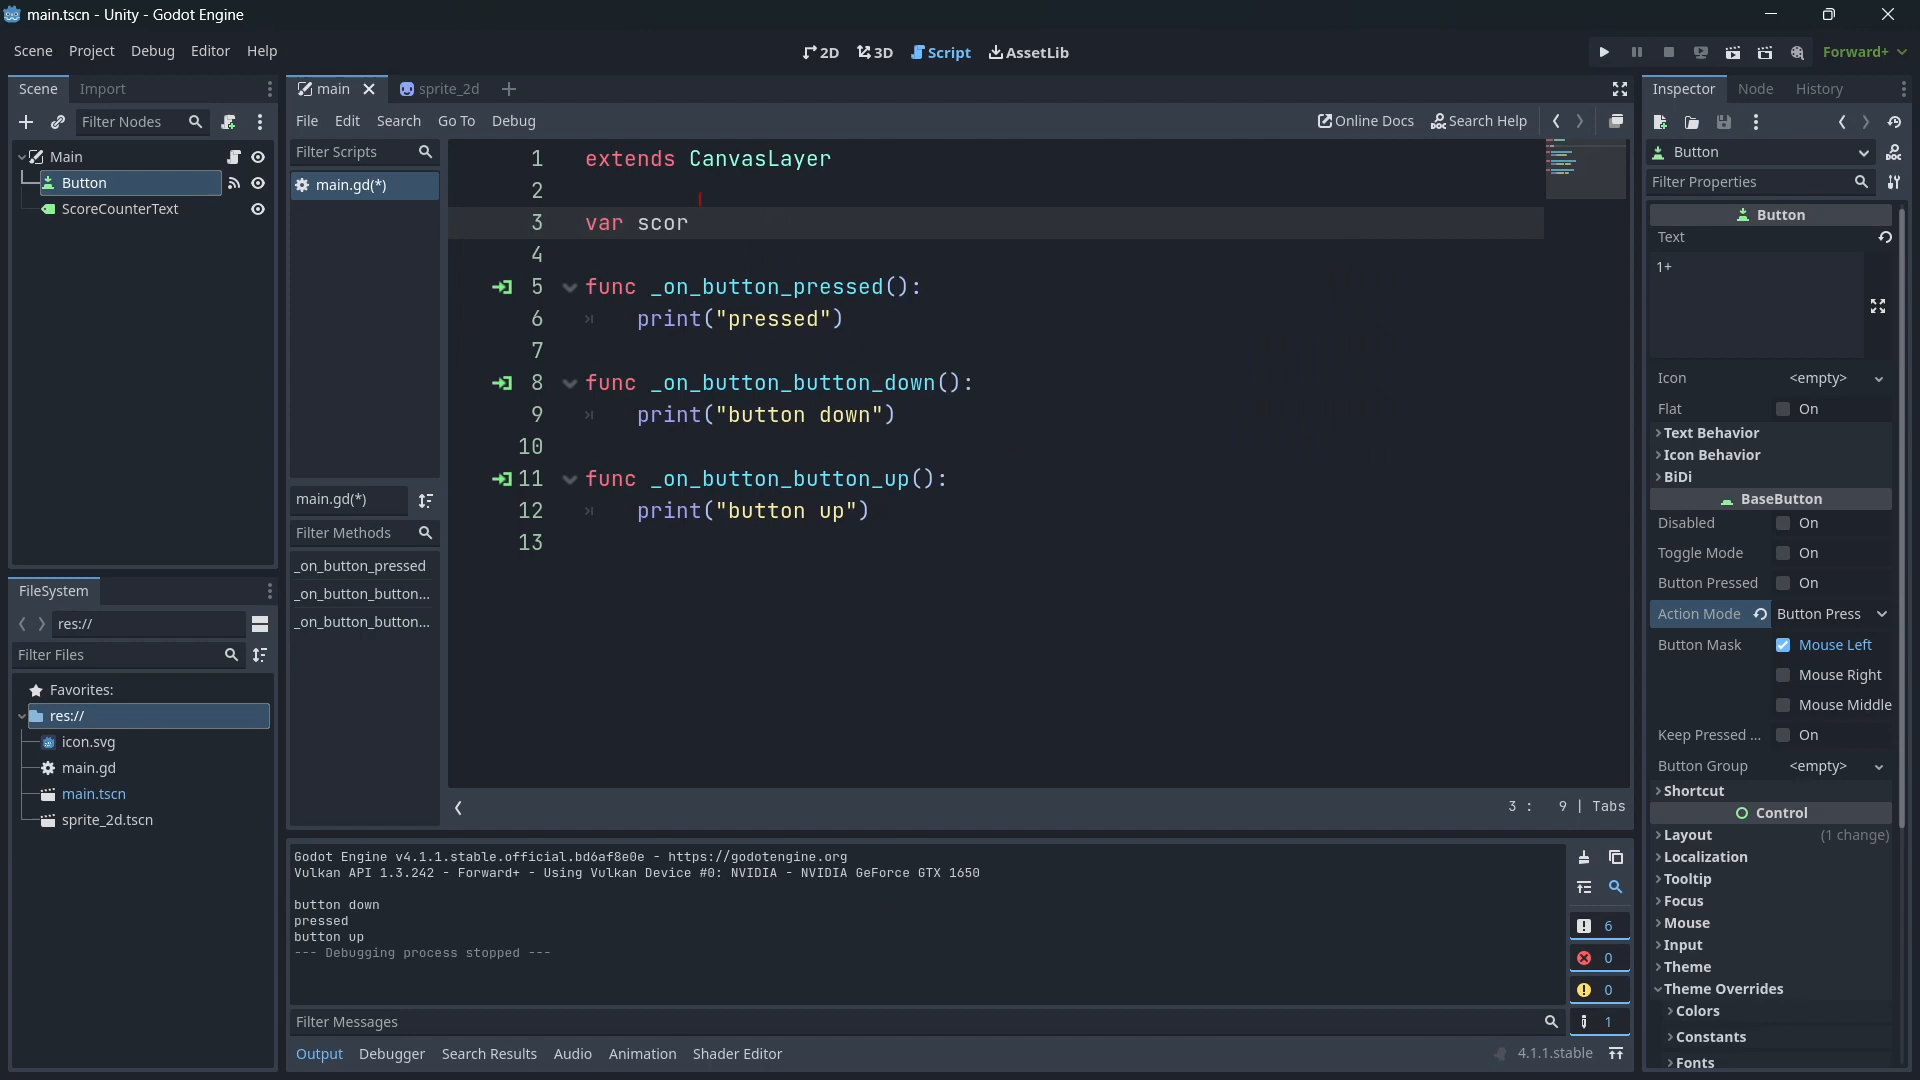 main.tscn - Unity - Godot Engine
Scene Project Debug Editor Help
2D 3D Script AssetLib
Forward+
Scene Import
Filter Nodes
Main
Button
ScoreCounterText
FileSystem
res://
Filter Files
Favorites:
res://
icon.svg
main.gd
main.tscn
sprite_2d.tscn
main sprite_2d
File Edit Search Go To Debug
Online Docs Search Help
Filter Scripts
main.gd(*)
main.gd(*)
Filter Methods
_on_button_pressed
_on_button_button...
_on_button_button...
1 extends CanvasLayer
2
3 var scor
4
5 func _on_button_pressed():
6 print("pressed")
7
8 func _on_button_button_down():
9 print("button down")
10
11 func _on_button_button_up():
12 print("button up")
13
3 : 9 | Tabs
Godot Engine v4.1.1.stable.official.bd6af8e0e - https://godotengine.org
Vulkan API 1.3.242 - Forward+ - Using Vulkan Device #0: NVIDIA - NVIDIA GeForce GTX 1650
button down
pressed
button up
--- Debugging process stopped ---
6
0
0
1
Filter Messages
Output Debugger Search Results Audio Animation Shader Editor
4.1.1.stable
Inspector Node History
Button
Filter Properties
Button
Text
1+
Icon <empty>
Flat On
Text Behavior
Icon Behavior
BiDi
BaseButton
Disabled On
Toggle Mode On
Button Pressed On
Action Mode Button Press
Button Mask Mouse Left
Mouse Right
Mouse Middle
Keep Pressed ... On
Button Group <empty>
Shortcut
Control
Layout (1 change)
Localization
Tooltip
Focus
Mouse
Input
Theme
Theme Overrides
Colors
Constants
Fonts